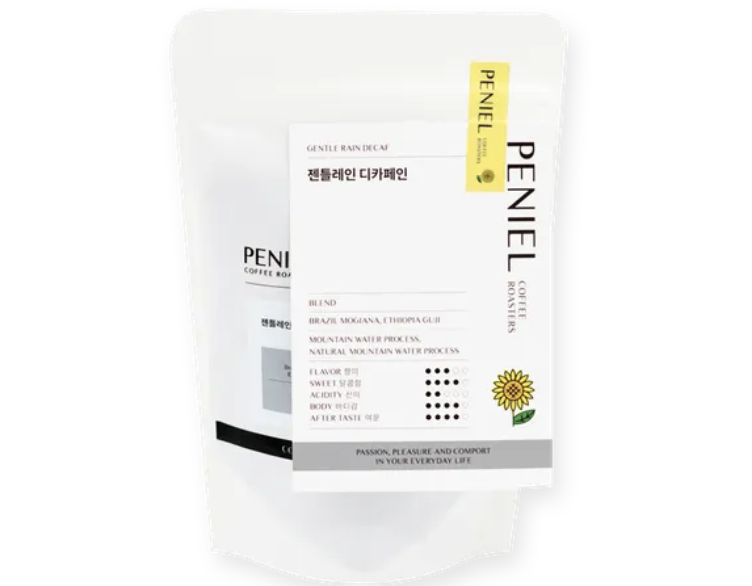 PENIEL
COFFEE
ROASTERS
GENTLE RAIN DECAF
젠틀레인 디카페인
PENIEL
COFFEE
ROASTERS
BLEND
BRAZIL MOGIANA, ETHIOPIA GUJI
MOUNTAIN WATER PROCESS,
NATURAL MOUNTAIN WATER PROCESS
FLAVOR 향미
SWEET 달콤함
ACIDITY 산미
BODY 바디감
AFTER TASTE 여운
PASSION, PLEASURE AND COMPORT
IN YOUR EVERYDAY LIFE
PENI
COFFEE ROA
젠틀레인
CO